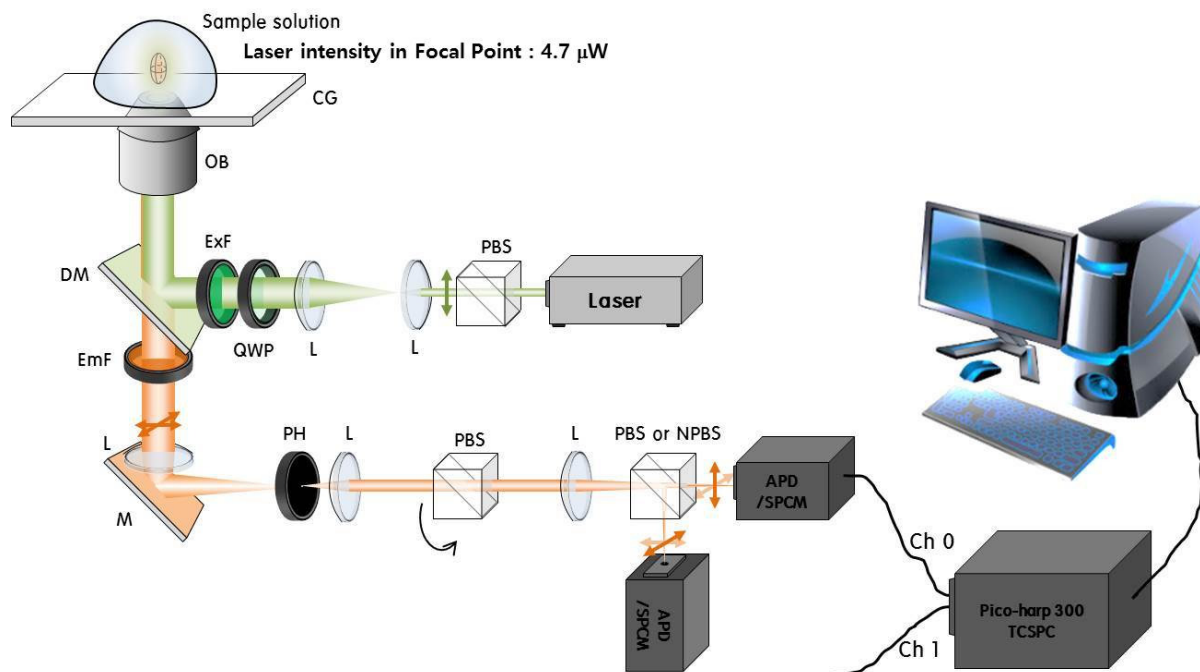 Sample solution
Laser intensity in Focal Point : 4.7 μW
CG
OB
ExF
PBS
DM
Laser
QWP
L
L
EmF
L
PH
L
PBS
L
PBS or NPBS
APD
/SPCM
M
Ch 0
APD
/SPCM
Pico-harp 300
TCSPC
Ch 1